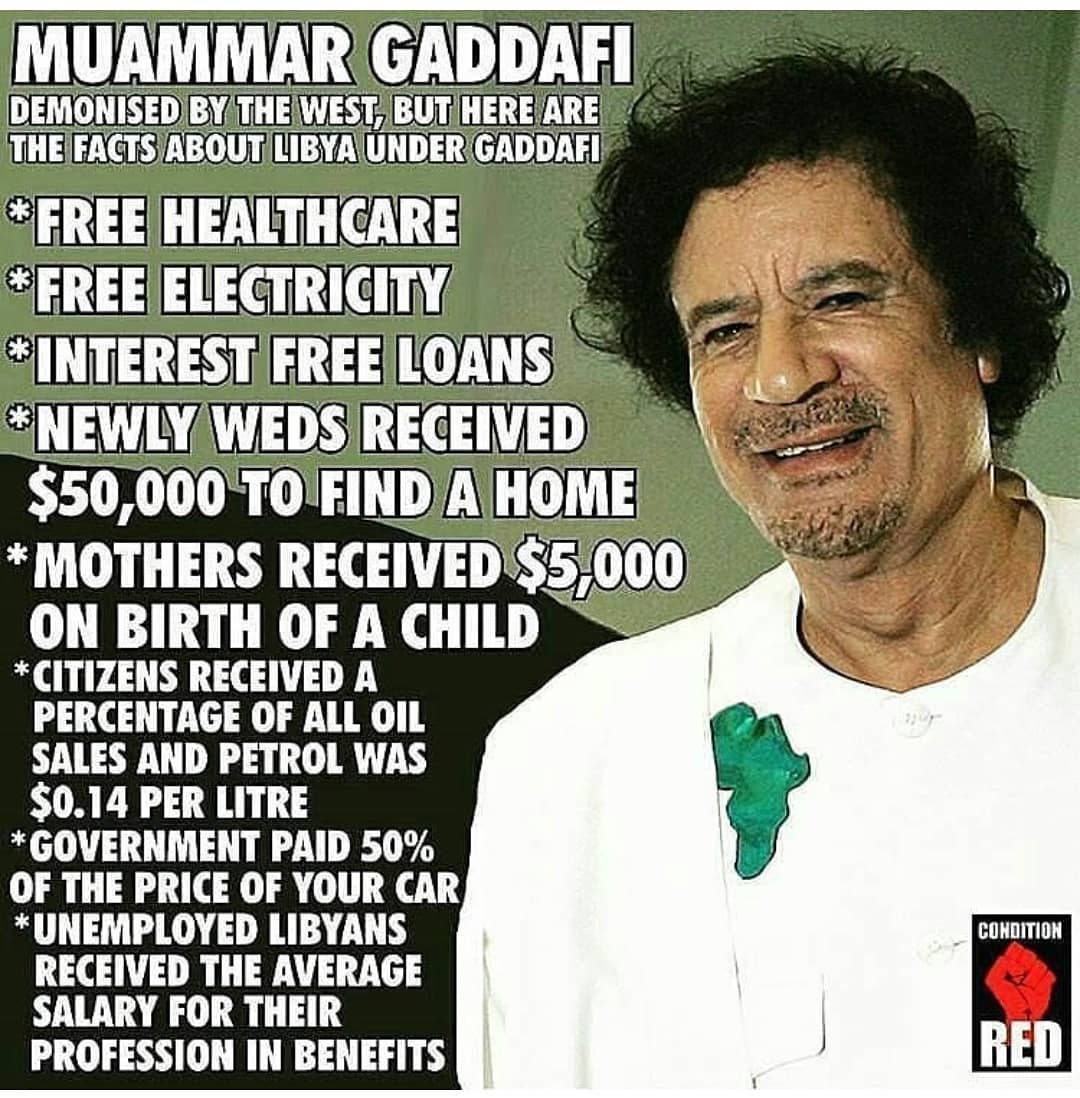 MUAMMAR GADDAFI
DEMONISED BY THE WEST, BUT HERE ARE
THE FACTS ABOUT LIBYA UNDER GADDAFI
*FREE HEALTHCARE
*FREE ELECTRICITY
*INTEREST FREE LOANS
*NEWLY WEDS RECEIVED
$50,000 TO FIND A HOME
*MOTHERS RECEIVED $5,000
ON BIRTH OF A CHILD
*CITIZENS RECEIVED A
PERCENTAGE OF ALL OIL
SALES AND PETROL WAS
$0.14 PER LITRE
*GOVERNMENT PAID 50%
OF THE PRICE OF YOUR CAR
*UNEMPLOYED LIBYANS
RECEIVED THE AVERAGE
SALARY FOR THEIR
PROFESSION IN BENEFITS
CONDITION
RED